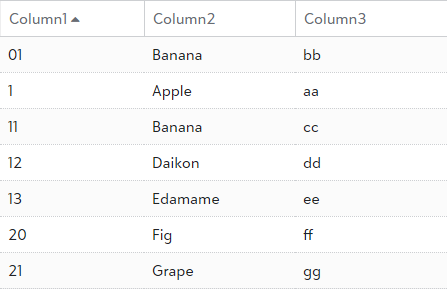 Column1 Column2 Column3
01 Banana bb
1 Apple aa
11 Banana cc
12 Daikon dd
13 Edamame ee
20 Fig ff
21 Grape gg